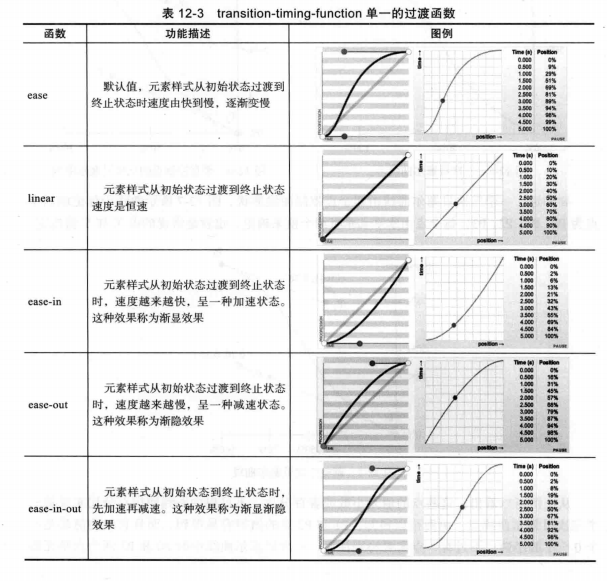 表 12-3 transition-timing-function 单一的过渡函数
函数 功能描述 图例
ease
默认值，元素样式从初始状态过渡到
终止状态时速度由快到慢，逐渐变慢
PROGRESSION
TIME
time →
position →
Time (s) Position
0.000 0%
0.500 9%
1.000 29%
1.500 51%
2.000 69%
2.500 81%
3.000 89%
3.500 94%
4.000 98%
4.500 99%
5.000 100%
PAUSE
linear
元素样式从初始状态过渡到终止状态
速度是恒速
PROGRESSION
TIME
time →
position →
Time (s) Position
0.000 0%
0.500 10%
1.000 20%
1.500 30%
2.000 40%
2.500 50%
3.000 60%
3.500 70%
4.000 80%
4.500 90%
5.000 100%
PAUSE
ease-in
元素样式从初始状态过渡到终止状态
时，速度越来越快，呈一种加速状态。
这种效果称为渐显效果
PROGRESSION
TIME
time →
position →
Time (s) Position
0.000 0%
0.500 2%
1.000 6%
1.500 13%
2.000 21%
2.500 32%
3.000 43%
3.500 55%
4.000 69%
4.500 84%
5.000 100%
PAUSE
ease-out
元素样式从初始状态过渡到终止状态
时，速度越来越慢，呈一种减速状态。
这种效果称为渐隐效果
PROGRESSION
TIME
time →
position →
Time (s) Position
0.000 0%
0.500 16%
1.000 31%
1.500 45%
2.000 57%
2.500 68%
3.000 79%
3.500 87%
4.000 94%
4.500 98%
5.000 100%
PAUSE
ease-in-out
元素样式从初始状态到终止状态时，
先加速再减速。这种效果称为渐显渐隐
效果
PROGRESSION
TIME
time →
position →
Time (s) Position
0.000 0%
0.500 2%
1.000 8%
1.500 19%
2.000 33%
2.500 50%
3.000 67%
3.500 81%
4.000 92%
4.500 98%
5.000 100%
PAUSE